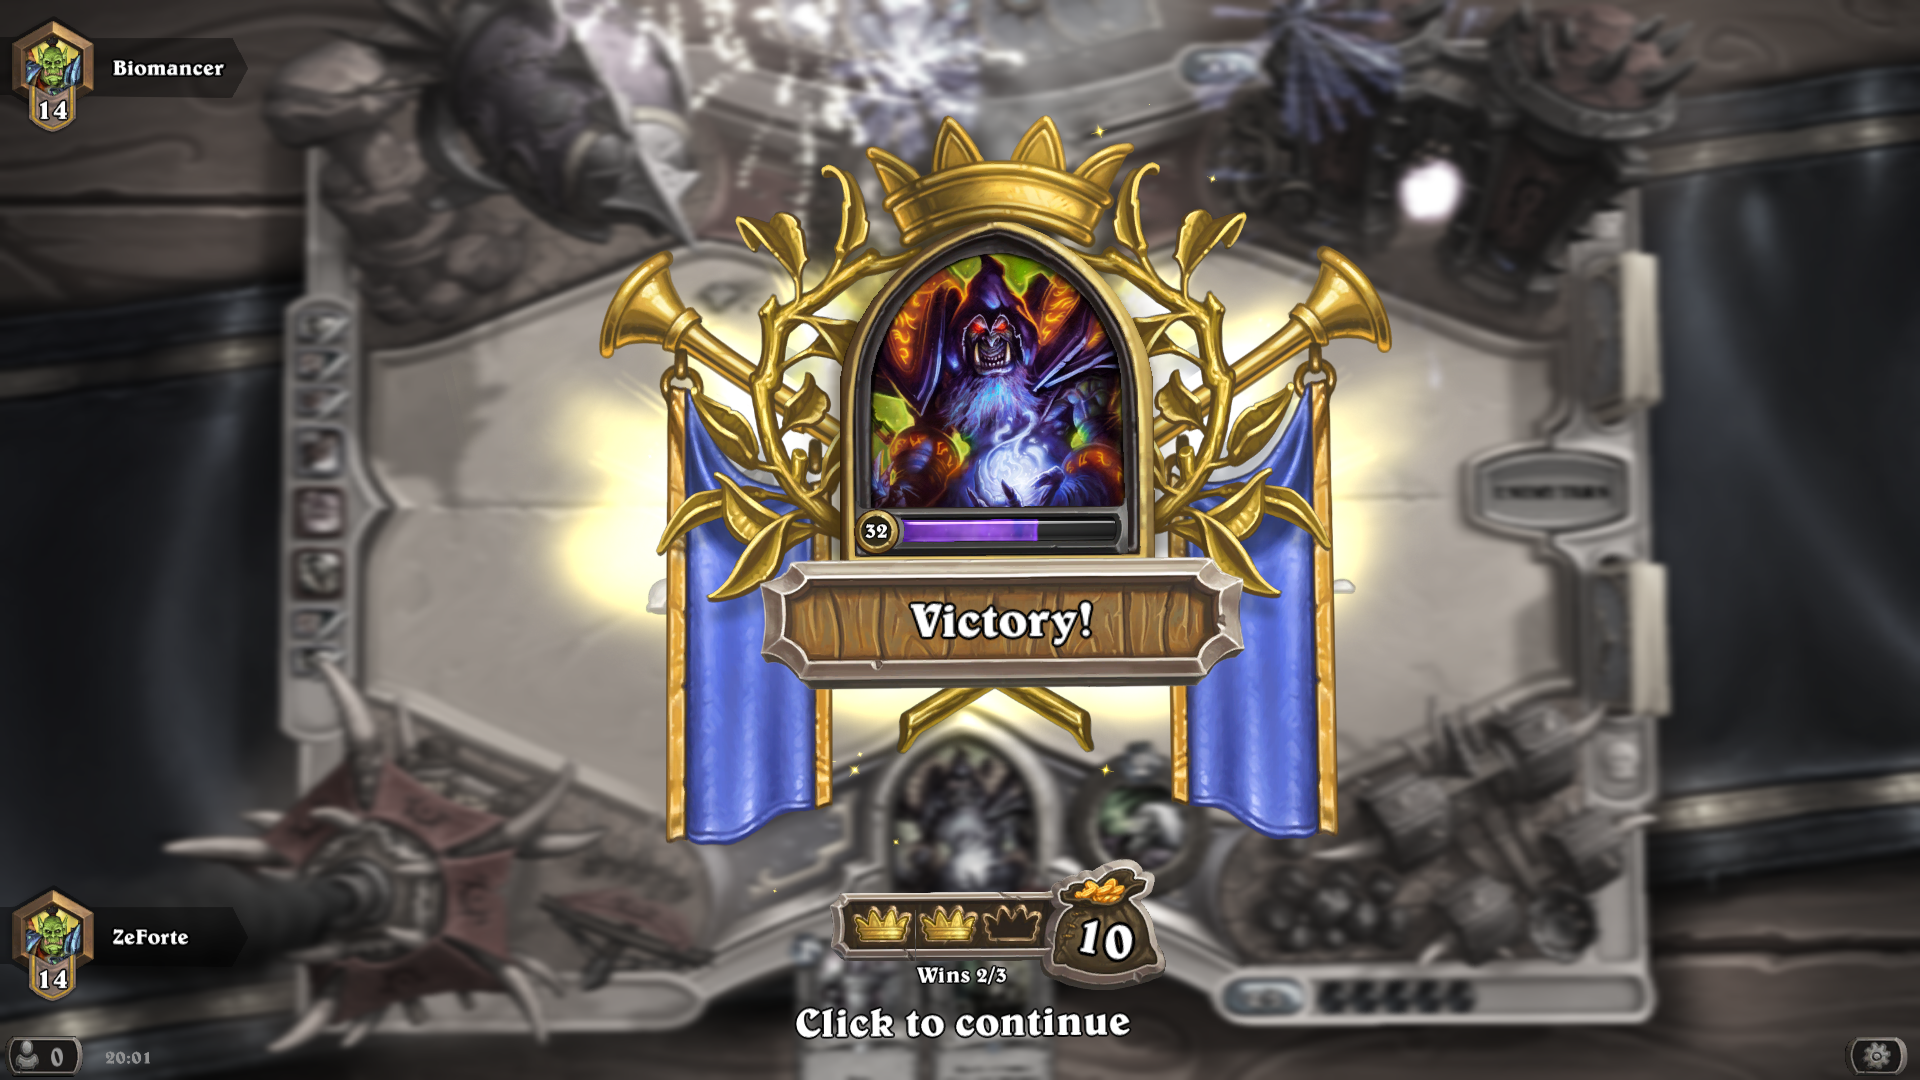 Biomancer
14
32
Victory!
ZeForte
14
10
Wins 2/3
Click to continue
0
20:01